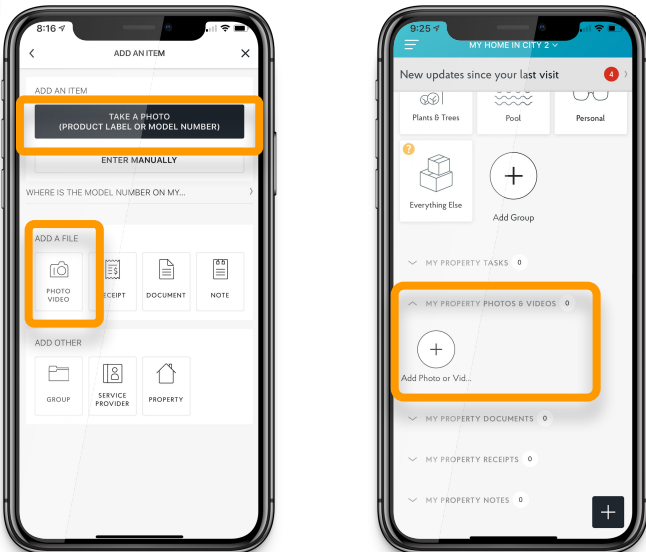 8:16
ADD AN ITEM
ADD AN ITEM
TAKE A PHOTO
(PRODUCT LABEL OR MODEL NUMBER)
ENTER MANUALLY
WHERE IS THE MODEL NUMBER ON MY...
ADD A FILE
PHOTO
VIDEO
ECEIPT
DOCUMENT
NOTE
ADD OTHER
GROUP
SERVICE
PROVIDER
PROPERTY
9:25
MY HOME IN CITY 2
New updates since your last visit
4
Plants & Trees
Pool
Personal
?
Everything Else
Add Group
MY PROPERTY TASKS 0
MY PROPERTY PHOTOS & VIDEOS 0
Add Photo or Vid...
MY PROPERTY DOCUMENTS 0
MY PROPERTY RECEIPTS 0
MY PROPERTY NOTES 0